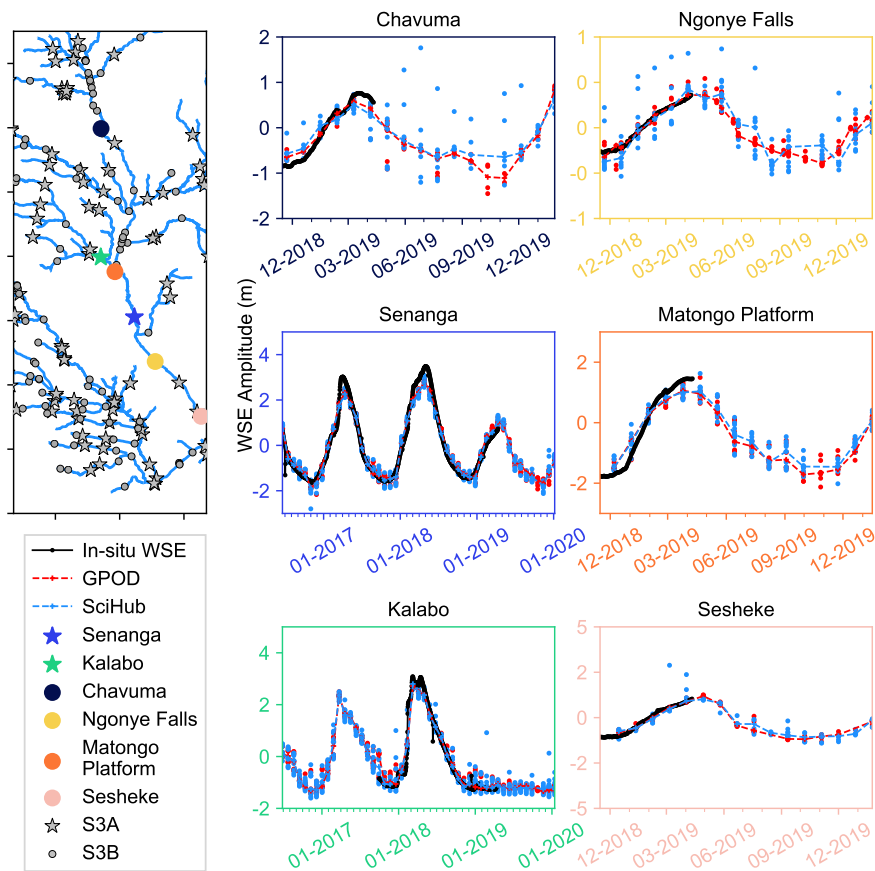 Chavuma
2
1
0
-1
-2
12-2018
03-2019
06-2019
09-2019
12-2019
Ngonye Falls
1
0
0
-0
-1
12-2018
03-2019
06-2019
09-2019
12-2019
WSE Amplitude (m)
Senanga
4
2
0
-2
01-2017
01-2018
01-2019
01-2020
Matongo Platform
2
0
-2
12-2018
03-2019
06-2019
09-2019
12-2019
Kalabo
4
2
0
-2
01-2017
01-2018
01-2019
01-2020
Sesheke
5
2
0
-2
-5
12-2018
03-2019
06-2019
09-2019
12-2019
In-situ WSE
GPOD
SciHub
Senanga
Kalabo
Chavuma
Ngonye Falls
Matongo
Platform
Sesheke
S3A
S3B